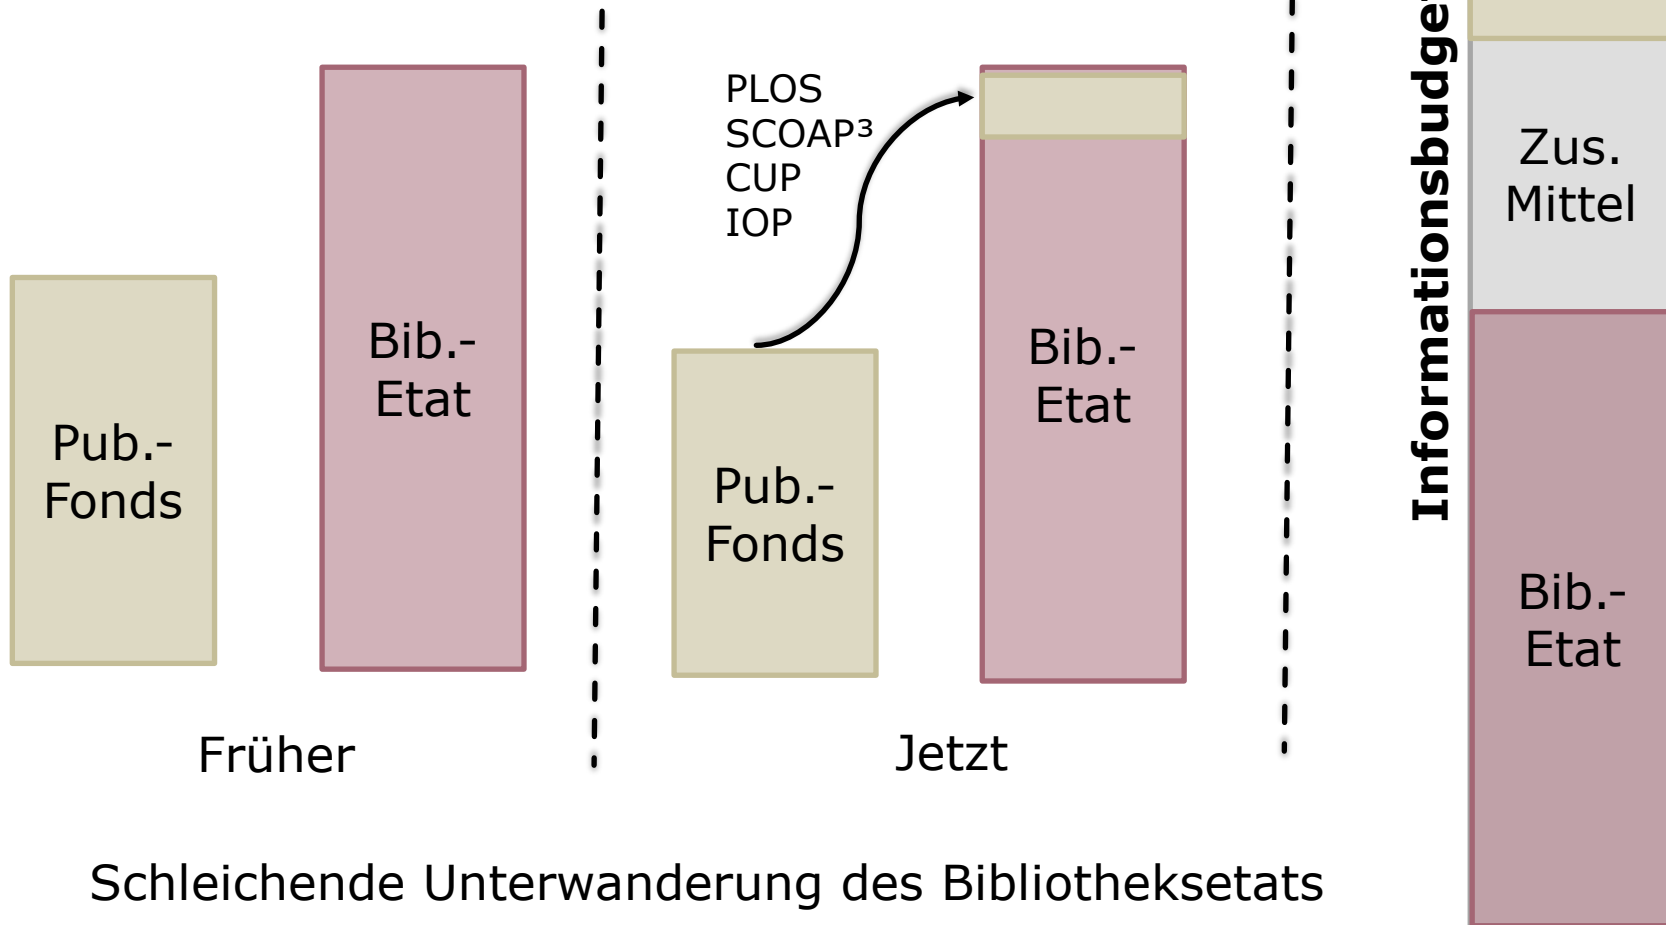 Pub.-
Fonds
Bib.-
Etat
Früher
PLOS
SCOAP³
CUP
IOP
Pub.-
Fonds
Bib.-
Etat
Jetzt
Informationsbudge
Zus.
Mittel
Bib.-
Etat
Schleichende Unterwanderung des Bibliotheksetats